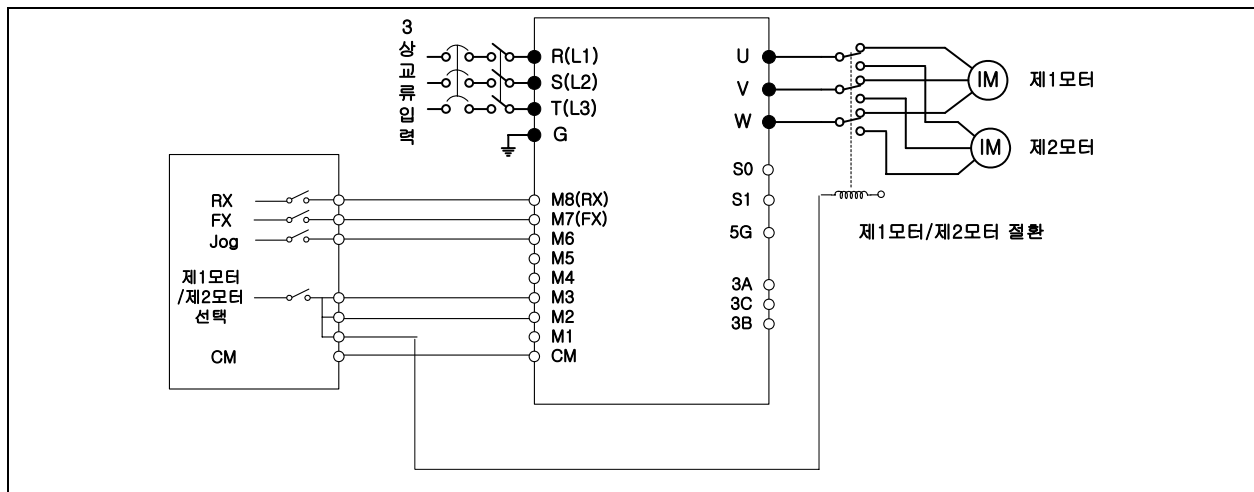 3
상
교
류
입
력
R(L1)
S(L2)
T(L3)
G
U
V
W
IM
제1모터
IM
제2모터
S0
S1
5G
3A
3C
3B
제1모터/제2모터 절환
RX
FX
Jog
제1모터
/제2모터
선택
CM
M8(RX)
M7(FX)
M6
M5
M4
M3
M2
M1
CM